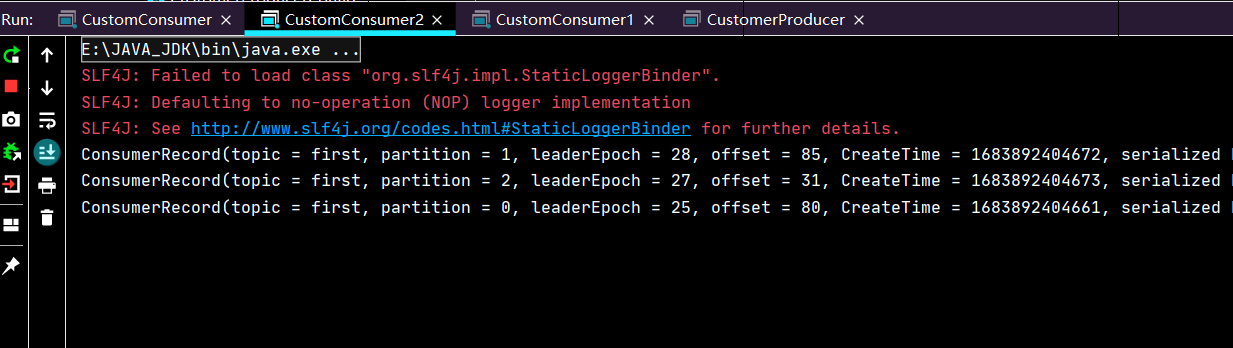 Run: CustomConsumer × CustomConsumer2 × CustomConsumer1 × CustomerProducer ×
E:\JAVA_JDK\bin\java.exe ...
SLF4J: Failed to load class "org.slf4j.impl.StaticLoggerBinder".
SLF4J: Defaulting to no-operation (NOP) logger implementation
SLF4J: See http://www.slf4j.org/codes.html#StaticLoggerBinder for further details.
ConsumerRecord(topic = first, partition = 1, leaderEpoch = 28, offset = 85, CreateTime = 1683892404672, serialized
ConsumerRecord(topic = first, partition = 2, leaderEpoch = 27, offset = 31, CreateTime = 1683892404673, serialized
ConsumerRecord(topic = first, partition = 0, leaderEpoch = 25, offset = 80, CreateTime = 1683892404661, serialized